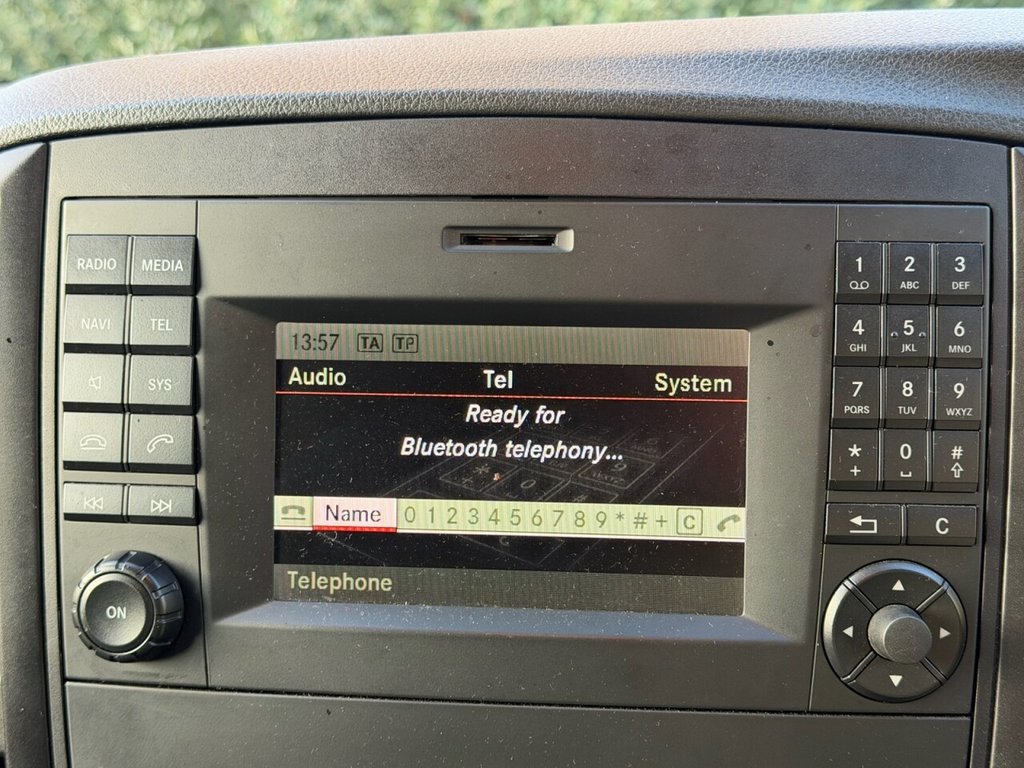 RADIO MEDIA
NAVI TEL
SYS
ON
13:57 TA TP
Audio Tel System
Ready for
Bluetooth telephony...
Name 0 1 2 3 4 5 6 7 8 9 * # + C
Telephone
1 2 3
ABC DEF
4 5 6
GHI JKL MNO
7 8 9
PQRS TUV WXYZ
* 0 #
+
C